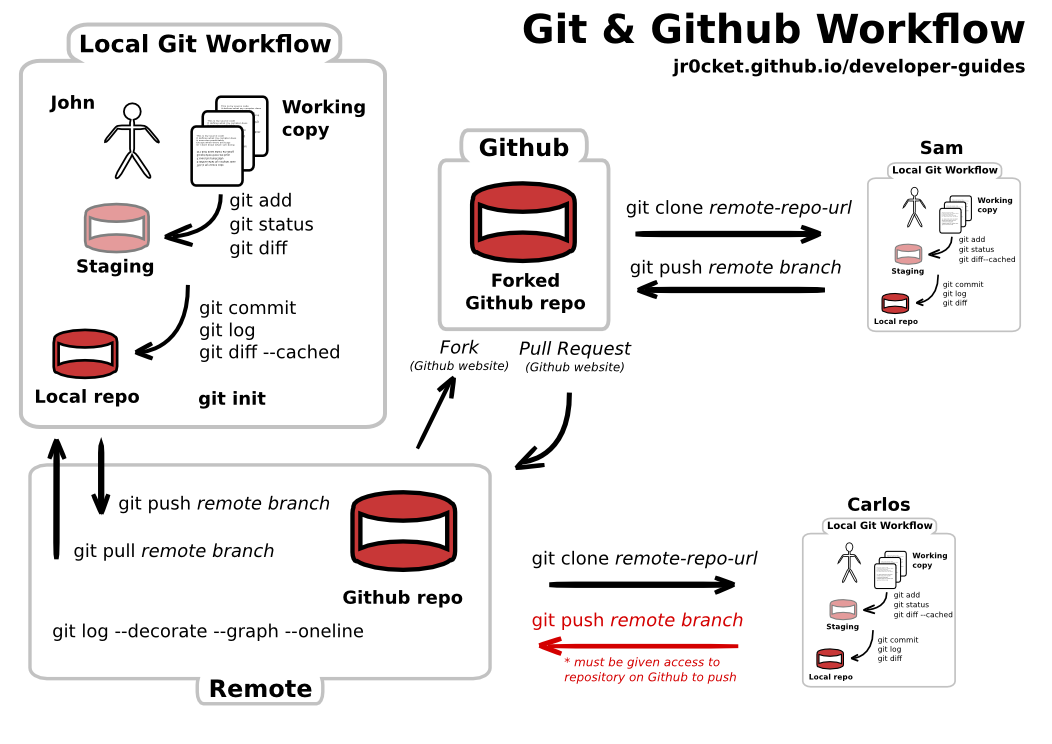 Git & Github Workflow
jr0cket.github.io/developer-guides
Local Git Workflow
John
Working
copy
git add
git status
git diff
Staging
git commit
git log
git diff --cached
Local repo
git init
Github
Forked
Github repo
git clone remote-repo-url
git push remote branch
Fork
(Github website)
Pull Request
(Github website)
Sam
Local Git Workflow
Working
copy
git add
git status
git diff--cached
Staging
git commit
git log
git diff
Local repo
git push remote branch
git pull remote branch
Github repo
git log --decorate --graph --oneline
Remote
git clone remote-repo-url
git push remote branch
* must be given access to
repository on Github to push
Carlos
Local Git Workflow
Working
copy
git add
git status
git diff --cached
Staging
git commit
git log
git diff
Local repo